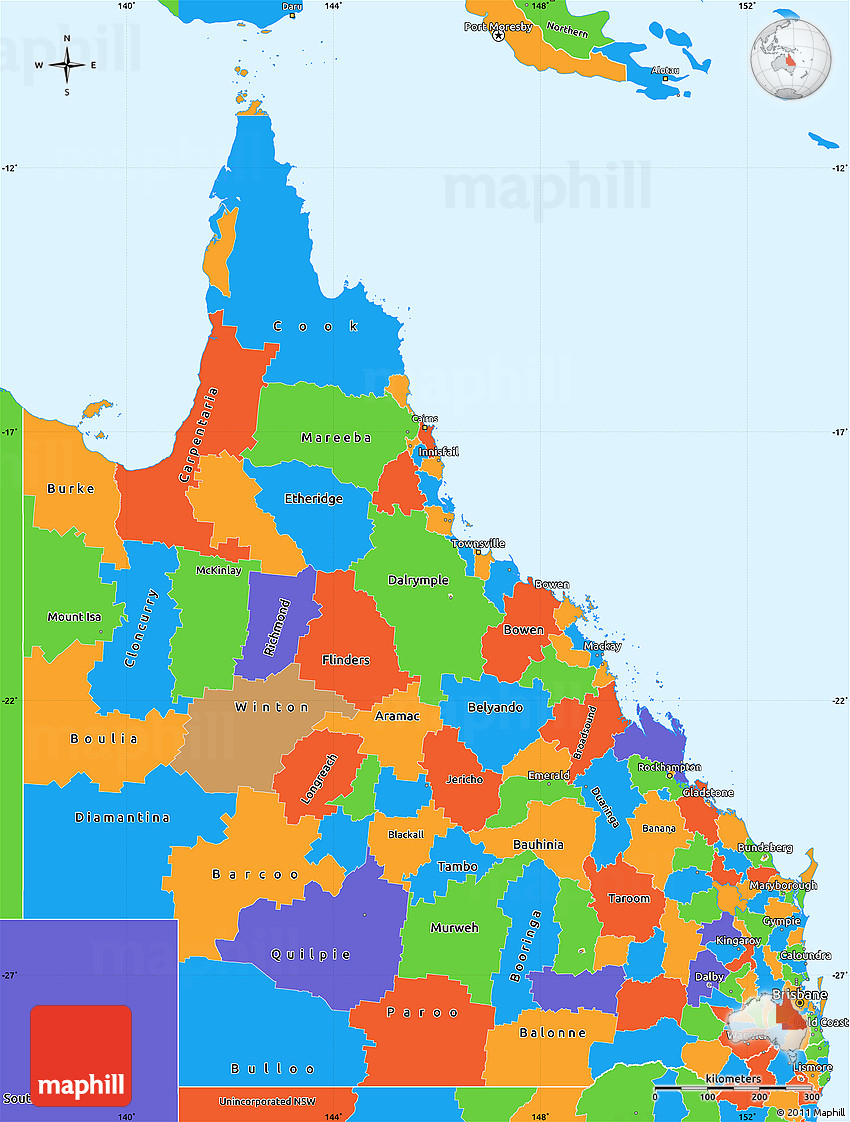 140°
144°
148°
152°
Daru
Port Moresby
Northern
Alotau
N
W E
S
-12°
-12°
maphill
Cook
maphill
Carpentaria
Cairns
-17°
-17°
Mareeba
Innisfail
Burke
Etheridge
Townsville
McKinlay
Dalrymple
Bowen
Mount Isa
Cloncurry
Richmond
Bowen
Mackay
Flinders
-22°
-22°
Winton
Aramac
Belyando
Broadsound
Boulia
Longreach
Jericho
Emerald
Rockhampton
Gladstone
Diamantina
Duaringa
Blackall
Bauhinia
Banana
Bundaberg
Barcoo
Tambo
Taroom
Maryborough
Murweh
Booringa
Gympie
Quilpie
Kingaroy
Caloundra
-27°
-27°
Dalby
Brisbane
Paroo
ld Coast
Balonne
Warwick
Bulloo
Lismore
maphill
kilometers
0 100 200 300
Sout
Unincorporated NSW
140°
144°
148°
152°
© 2011 Maphill